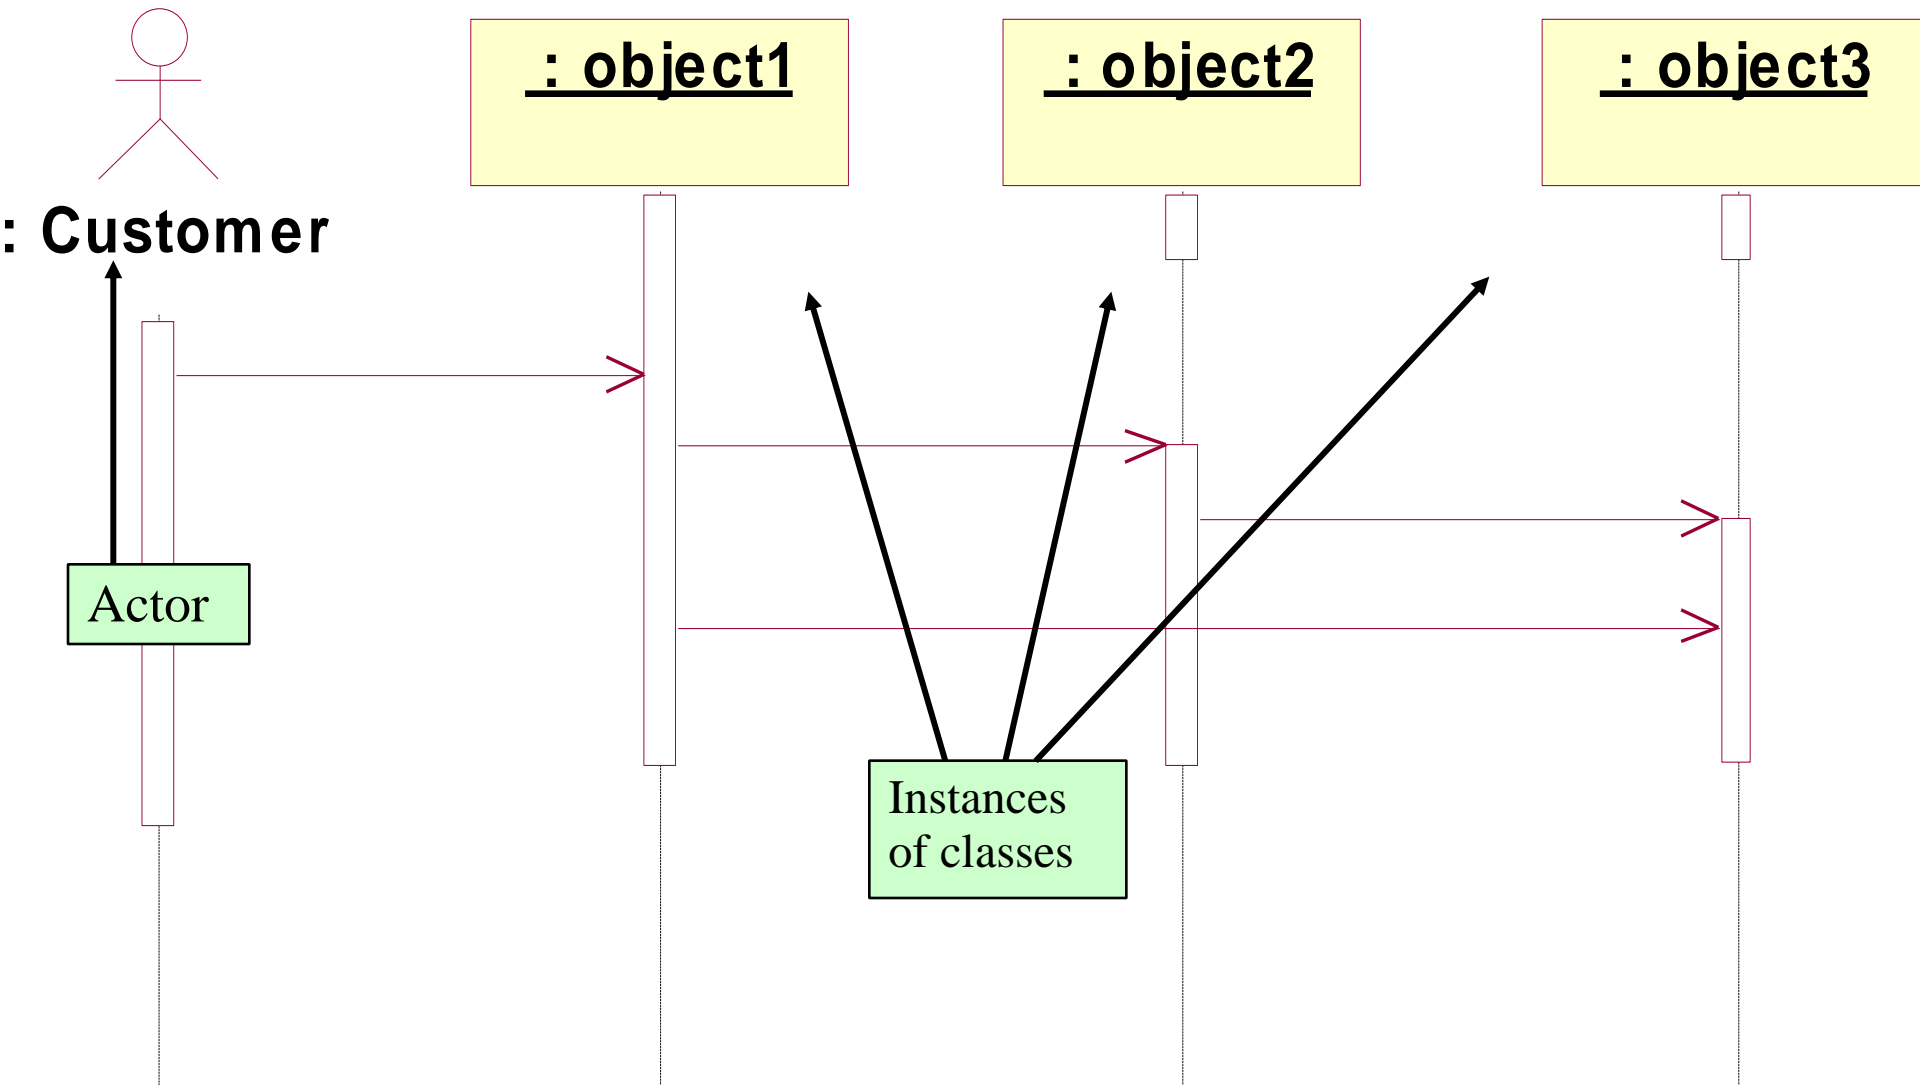 : object1
: object2
: object3
: Customer
Actor
Instances
of classes